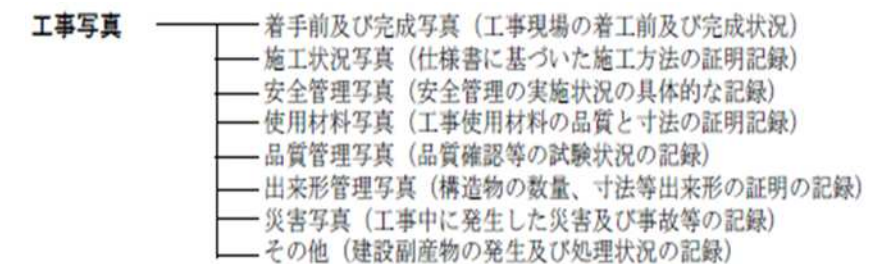 工事写真 着手前及び完成写真（工事現場の着工前及び完成状況）
施工状況写真（仕様書に基づいた施工方法の証明記録）
安全管理写真（安全管理の実施状況の具体的な記録）
使用材料写真（工事使用材料の品質と寸法の証明記録）
品質管理写真（品質確認等の試験状況の記録）
出来形管理写真（構造物の数量、寸法等出来形の証明の記録）
災害写真（工事中に発生した災害及び事故等の記録）
その他（建設副産物の発生及び処理状況の記録）